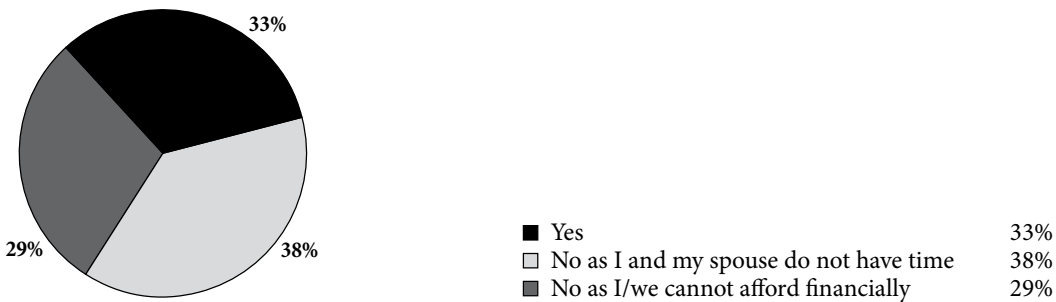 33%
29%
38%
Yes 33%
No as I and my spouse do not have time 38%
No as I/we cannot afford financially 29%